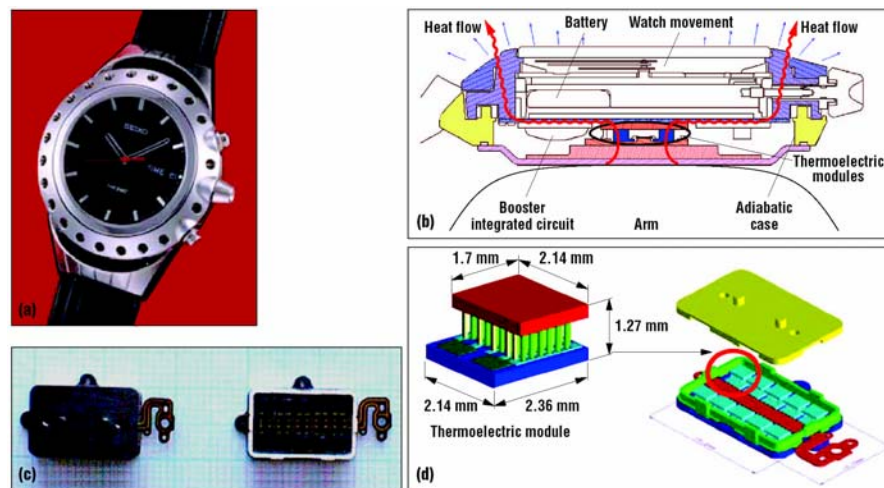 SEIKO
(a)
Heat flow
Battery
Watch movement
Heat flow
Thermoelectric
modules
(b)
Booster
integrated circuit
Arm
Adiabatic
case
(c)
1.7 mm
2.14 mm
1.27 mm
2.14 mm
2.36 mm
Thermoelectric module
(d)